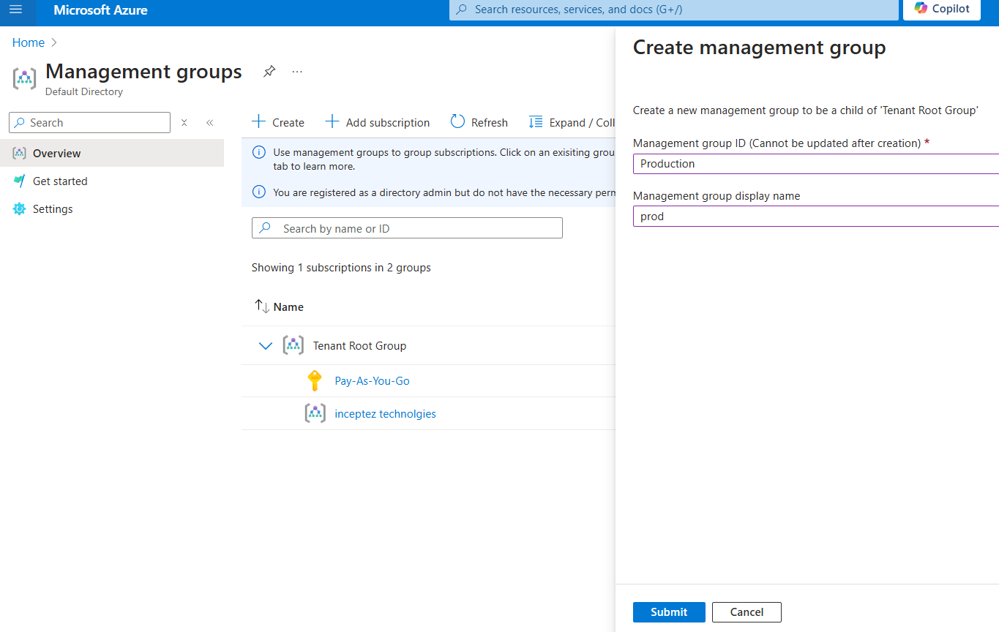 Microsoft Azure
Search resources, services, and docs (G+/)
Copilot
Home
Management groups
Default Directory
Search
Overview
Get started
Settings
Create
Add subscription
Refresh
Expand / Coll
Use management groups to group subscriptions. Click on an exisiting grou
tab to learn more.
You are registered as a directory admin but do not have the necessary perm
Search by name or ID
Showing 1 subscriptions in 2 groups
Name
Tenant Root Group
Pay-As-You-Go
inceptez technolgies
Create management group
Create a new management group to be a child of 'Tenant Root Group'
Management group ID (Cannot be updated after creation) *
Production
Management group display name
prod
Submit
Cancel